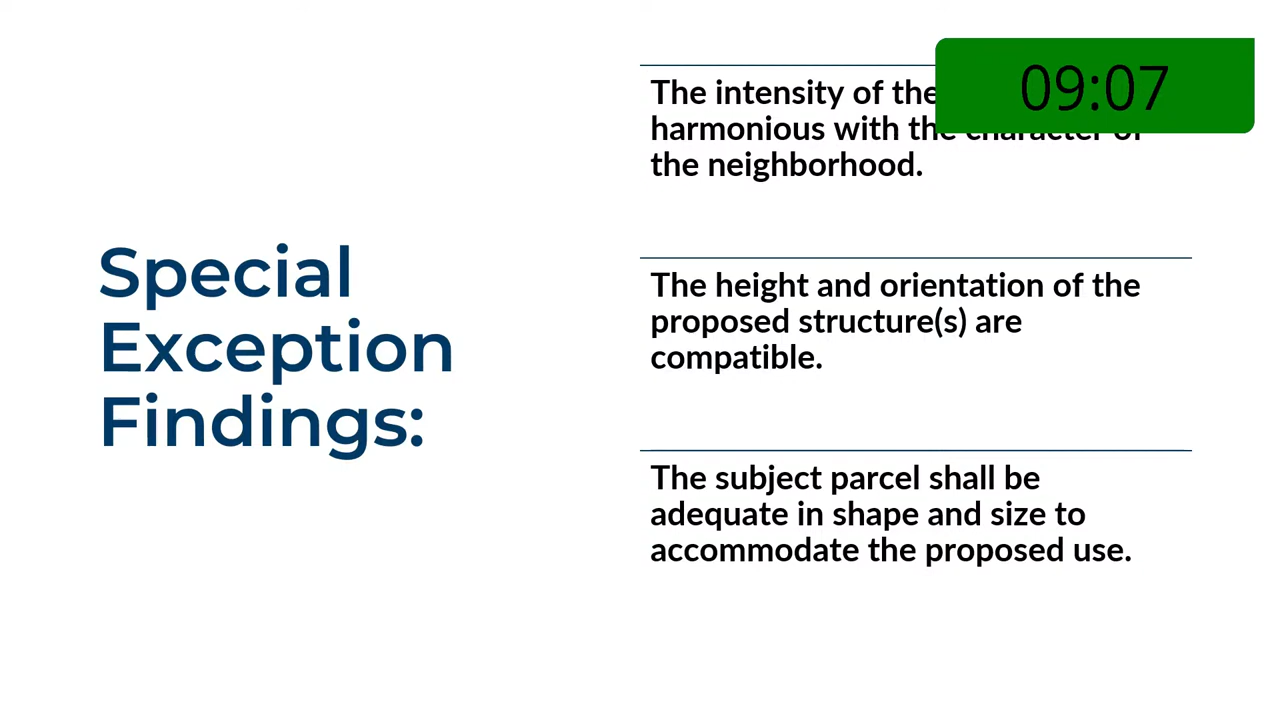 Special
Exception
Findings:
The intensity of the
harmonious with the character of
the neighborhood.
The height and orientation of the
proposed structure(s) are
compatible.
The subject parcel shall be
adequate in shape and size to
accommodate the proposed use.
09:07